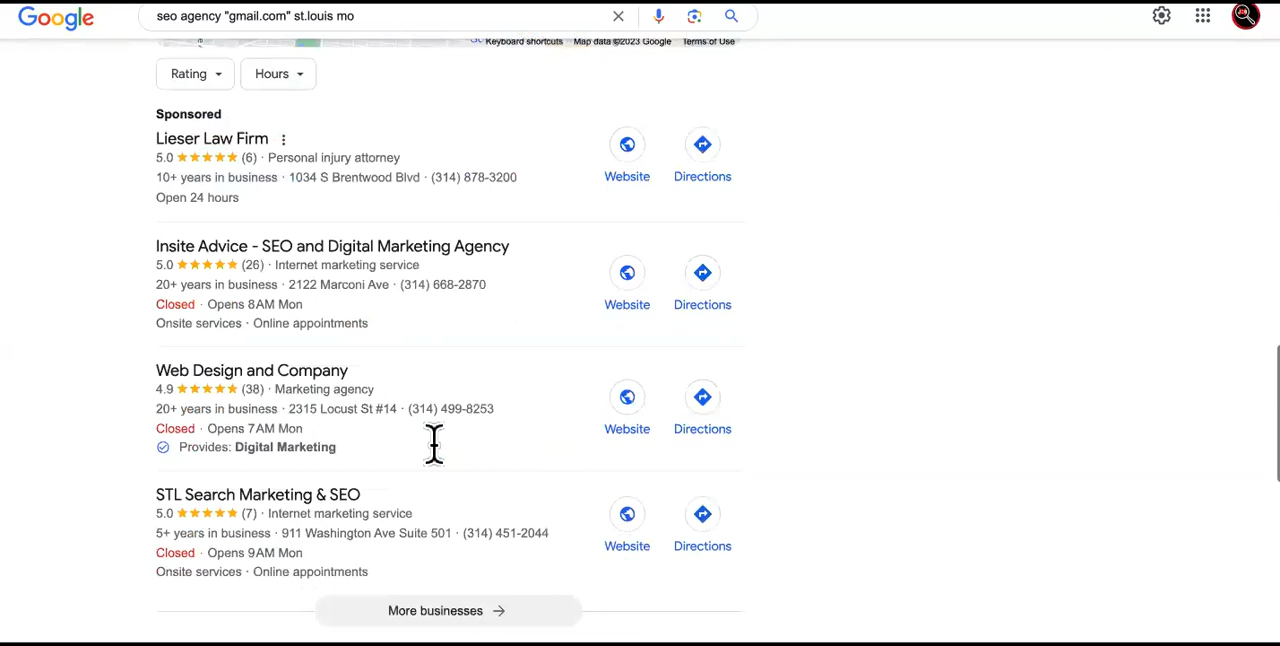 Google
seo agency "gmail.com" st.louis mo
Keyboard shortcuts Map data ©2023 Google Terms of Use
Rating Hours
Sponsored
Lieser Law Firm
5.0 (6) · Personal injury attorney
10+ years in business · 1034 S Brentwood Blvd · (314) 878-3200
Open 24 hours
Website Directions
Insite Advice - SEO and Digital Marketing Agency
5.0 (26) · Internet marketing service
20+ years in business · 2122 Marconi Ave · (314) 668-2870
Closed · Opens 8 AM Mon
Onsite services · Online appointments
Website Directions
Web Design and Company
4.9 (38) · Marketing agency
20+ years in business · 2315 Locust St #14 · (314) 499-8253
Closed · Opens 7 AM Mon
Provides: Digital Marketing
Website Directions
STL Search Marketing & SEO
5.0 (7) · Internet marketing service
5+ years in business · 911 Washington Ave Suite 501 · (314) 451-2044
Closed · Opens 9 AM Mon
Onsite services · Online appointments
Website Directions
More businesses